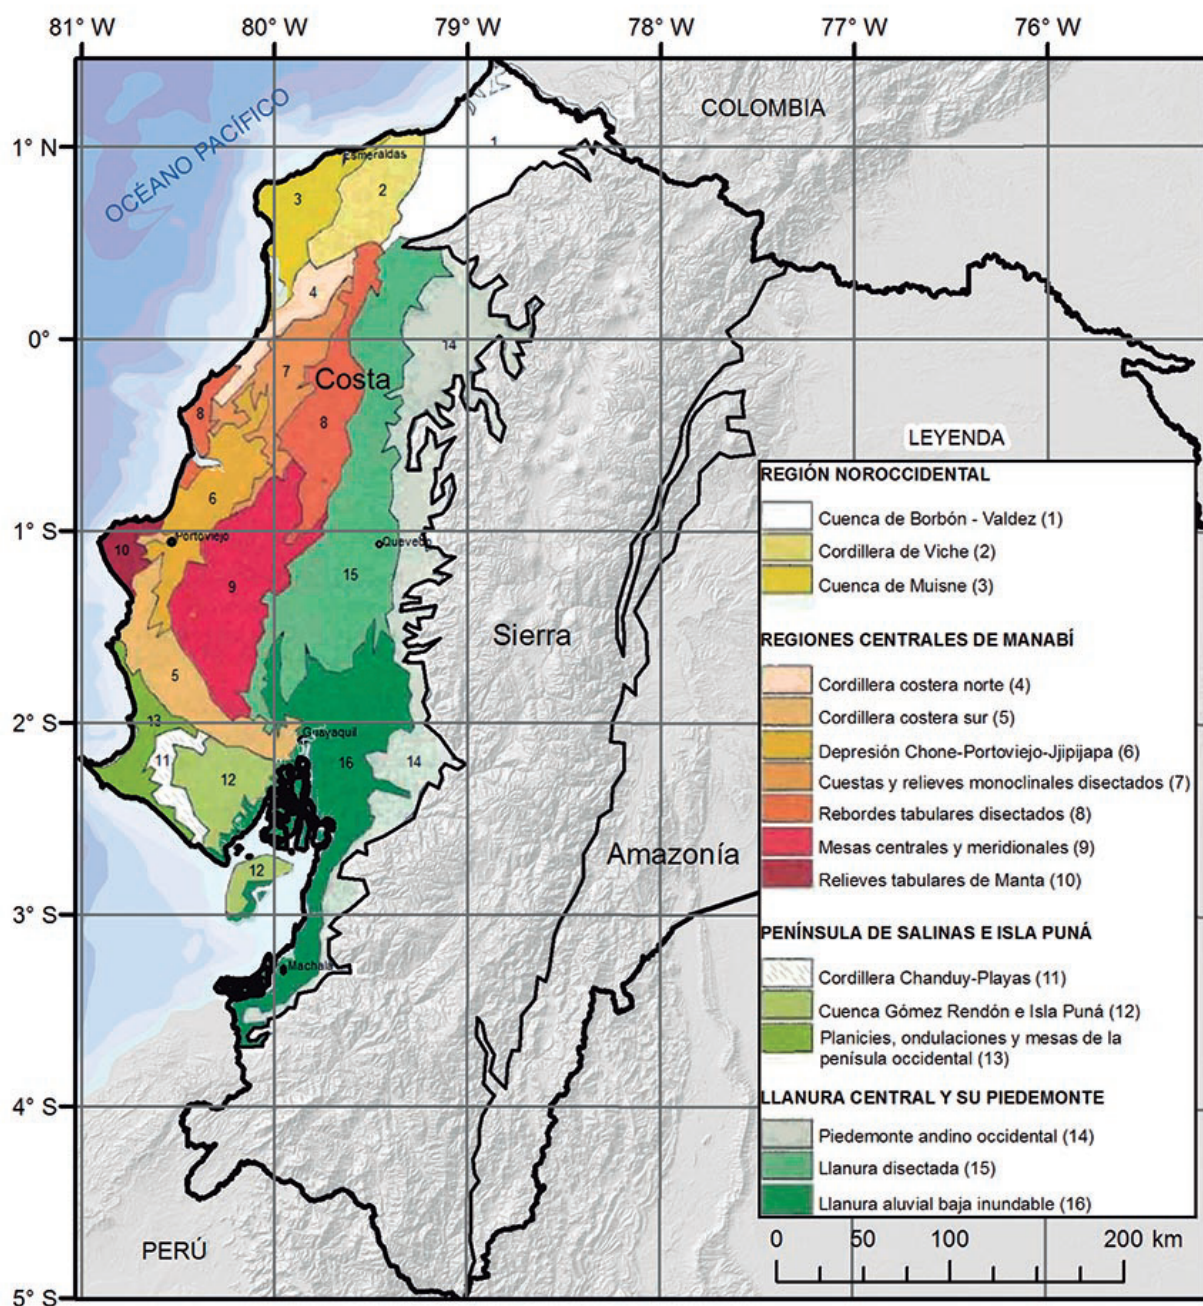 81° W
80° W
79° W
78° W
77° W
76° W
1° N
0°
1° S
2° S
3° S
4° S
5° S
OCÉANO PACÍFICO
COLOMBIA
Esmeraldas
1
2
3
4
14
7
Costa
8
8
6
Portoviejo
Quevedo
10
9
15
Sierra
5
13
Guayaquil
11
12
16
14
Amazonía
12
Machala
PERÚ
LEYENDA
REGIÓN NOROCCIDENTAL
Cuenca de Borbón - Valdez (1)
Cordillera de Viche (2)
Cuenca de Muisne (3)
REGIONES CENTRALES DE MANABÍ
Cordillera costera norte (4)
Cordillera costera sur (5)
Depresión Chone-Portoviejo-Jjipijapa (6)
Cuestas y relieves monoclinales disectados (7)
Rebordes tabulares disectados (8)
Mesas centrales y meridionales (9)
Relieves tabulares de Manta (10)
PENÍNSULA DE SALINAS E ISLA PUNÁ
Cordillera Chanduy-Playas (11)
Cuenca Gómez Rendón e Isla Puná (12)
Planicies, ondulaciones y mesas de la
penísula occidental (13)
LLANURA CENTRAL Y SU PIEDEMONTE
Piedemonte andino occidental (14)
Llanura disectada (15)
Llanura aluvial baja inundable (16)
0 50 100 200 km